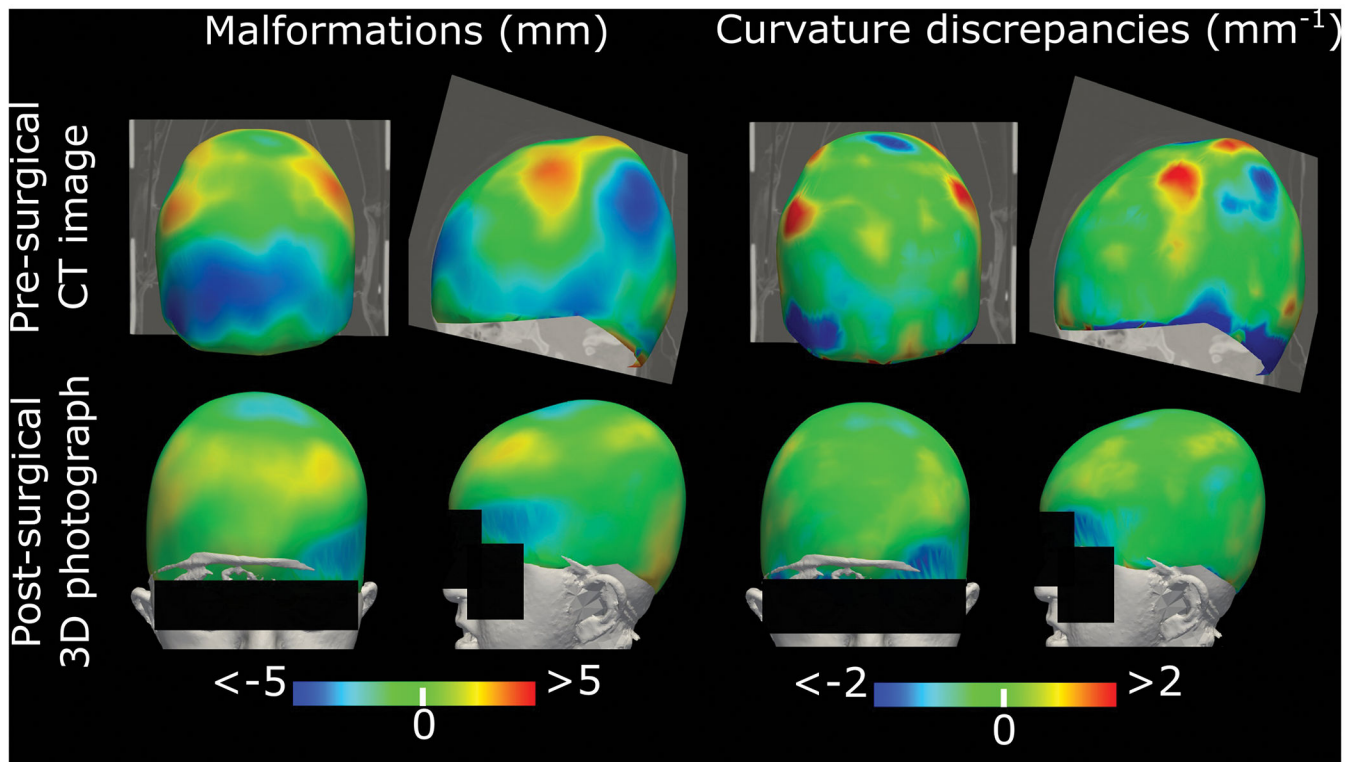 Malformations (mm)
Curvature discrepancies (mm-1)
Pre-surgical
CT image
Post-surgical
3D photograph
<-5
>5
0
<-2
>2
0